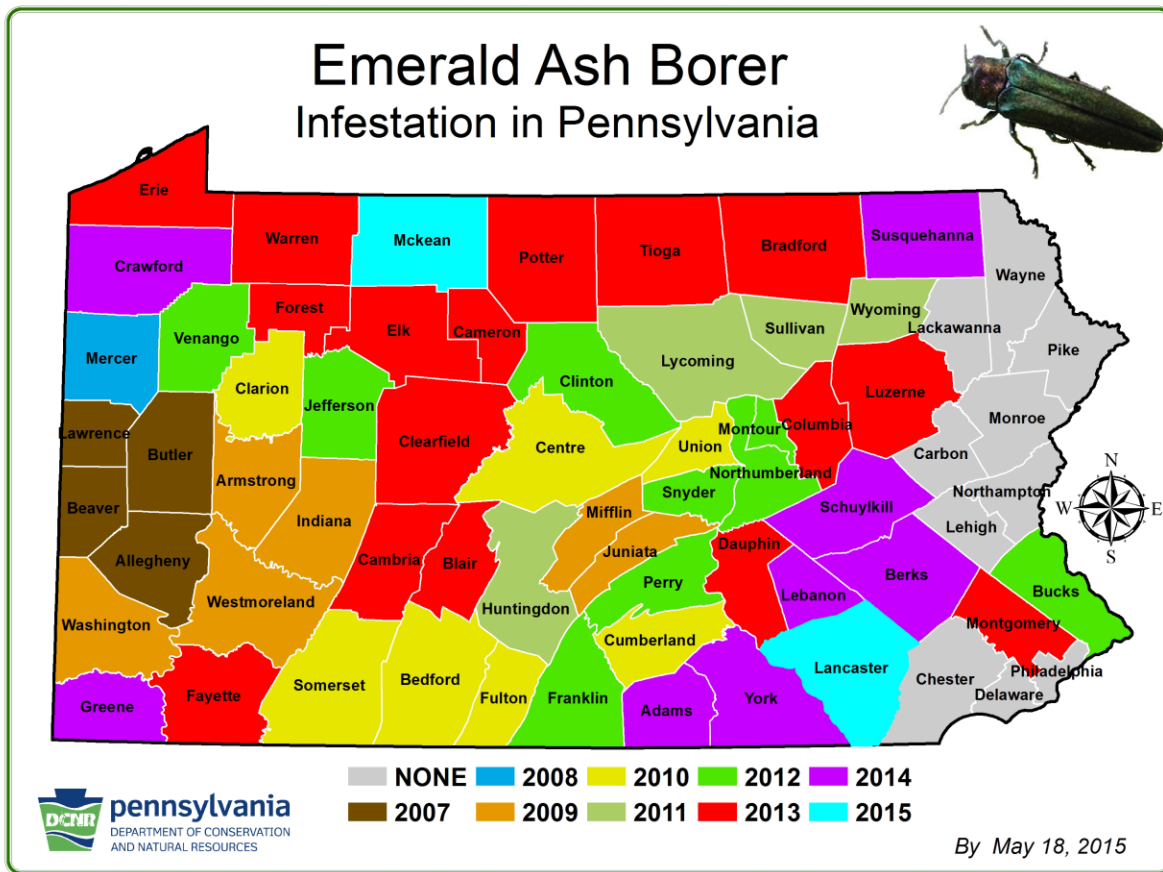 Emerald Ash Borer
Infestation in Pennsylvania
Erie
Warren
Mckean
Potter
Tioga
Bradford
Susquehanna
Wayne
Crawford
Forest
Elk
Cameron
Wyoming
Lackawanna
Sullivan
Pike
Mercer
Venango
Clarion
Jefferson
Clinton
Lycoming
Luzerne
Monroe
Lawrence
Butler
Clearfield
Centre
Union
Montour
Columbia
Carbon
Armstrong
Northumberland
Snyder
Northampton
Beaver
Indiana
Mifflin
Schuylkill
Lehigh
N
W
E
S
Allegheny
Cambria
Blair
Juniata
Dauphin
Perry
Lebanon
Berks
Bucks
Washington
Westmoreland
Huntingdon
Cumberland
Montgomery
Greene
Fayette
Somerset
Bedford
Fulton
Franklin
Adams
York
Lancaster
Chester
Delaware
Philadelphia
NONE 2008 2010 2012 2014
2007 2009 2011 2013 2015
DCNR
pennsylvania
DEPARTMENT OF CONSERVATION
AND NATURAL RESOURCES
By May 18, 2015